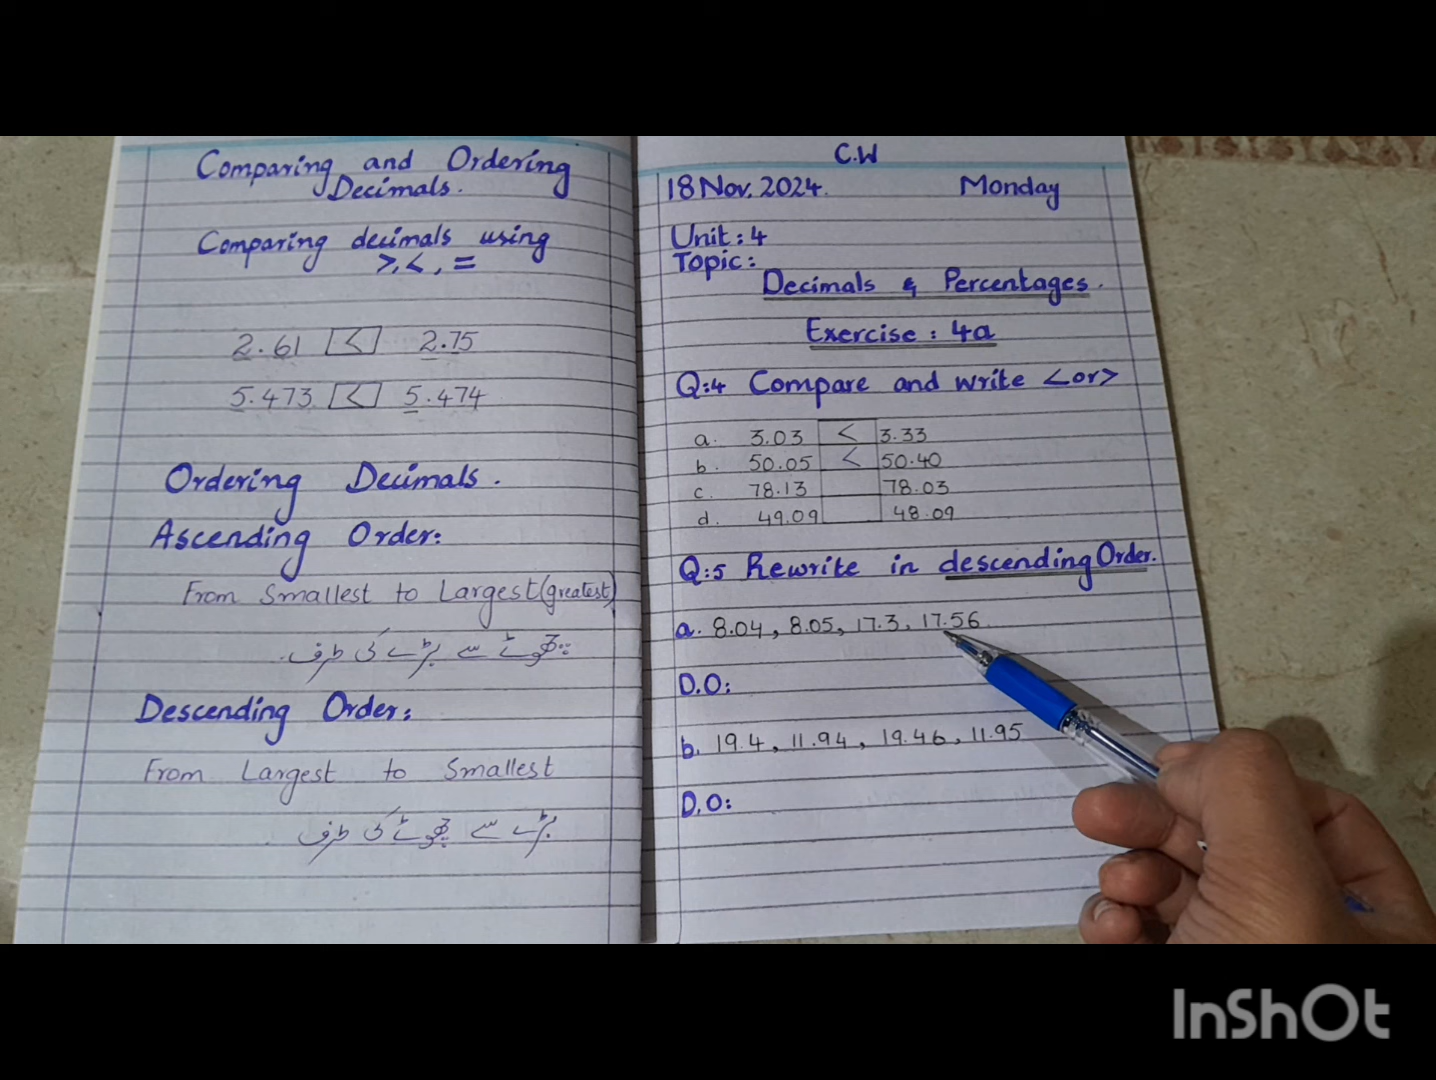 Comparing and Ordering
Decimals.
Comparing decimals using
>, <, =
2.61 < 2.75
5.473 < 5.474
Ordering Decimals.
Ascending Order:
From Smallest to Largest (greatest)
چھوٹے سے بڑے کی طرف
Descending Order:
From Largest to Smallest
بڑے سے چھوٹے کی طرف
C.W
18 Nov. 2024. Monday
Unit: 4
Topic:
Decimals & Percentages.
Exercise: 4a
Q:4 Compare and write < or >
a. 3.03 < 3.33
b. 50.05 < 50.40
c. 78.13 78.03
d. 49.09 48.09
Q:5 Rewrite in descending Order.
a. 8.04, 8.05, 17.3, 17.56
D.O:
b. 19.4, 11.94, 19.46, 11.95
D.O:
InShOt